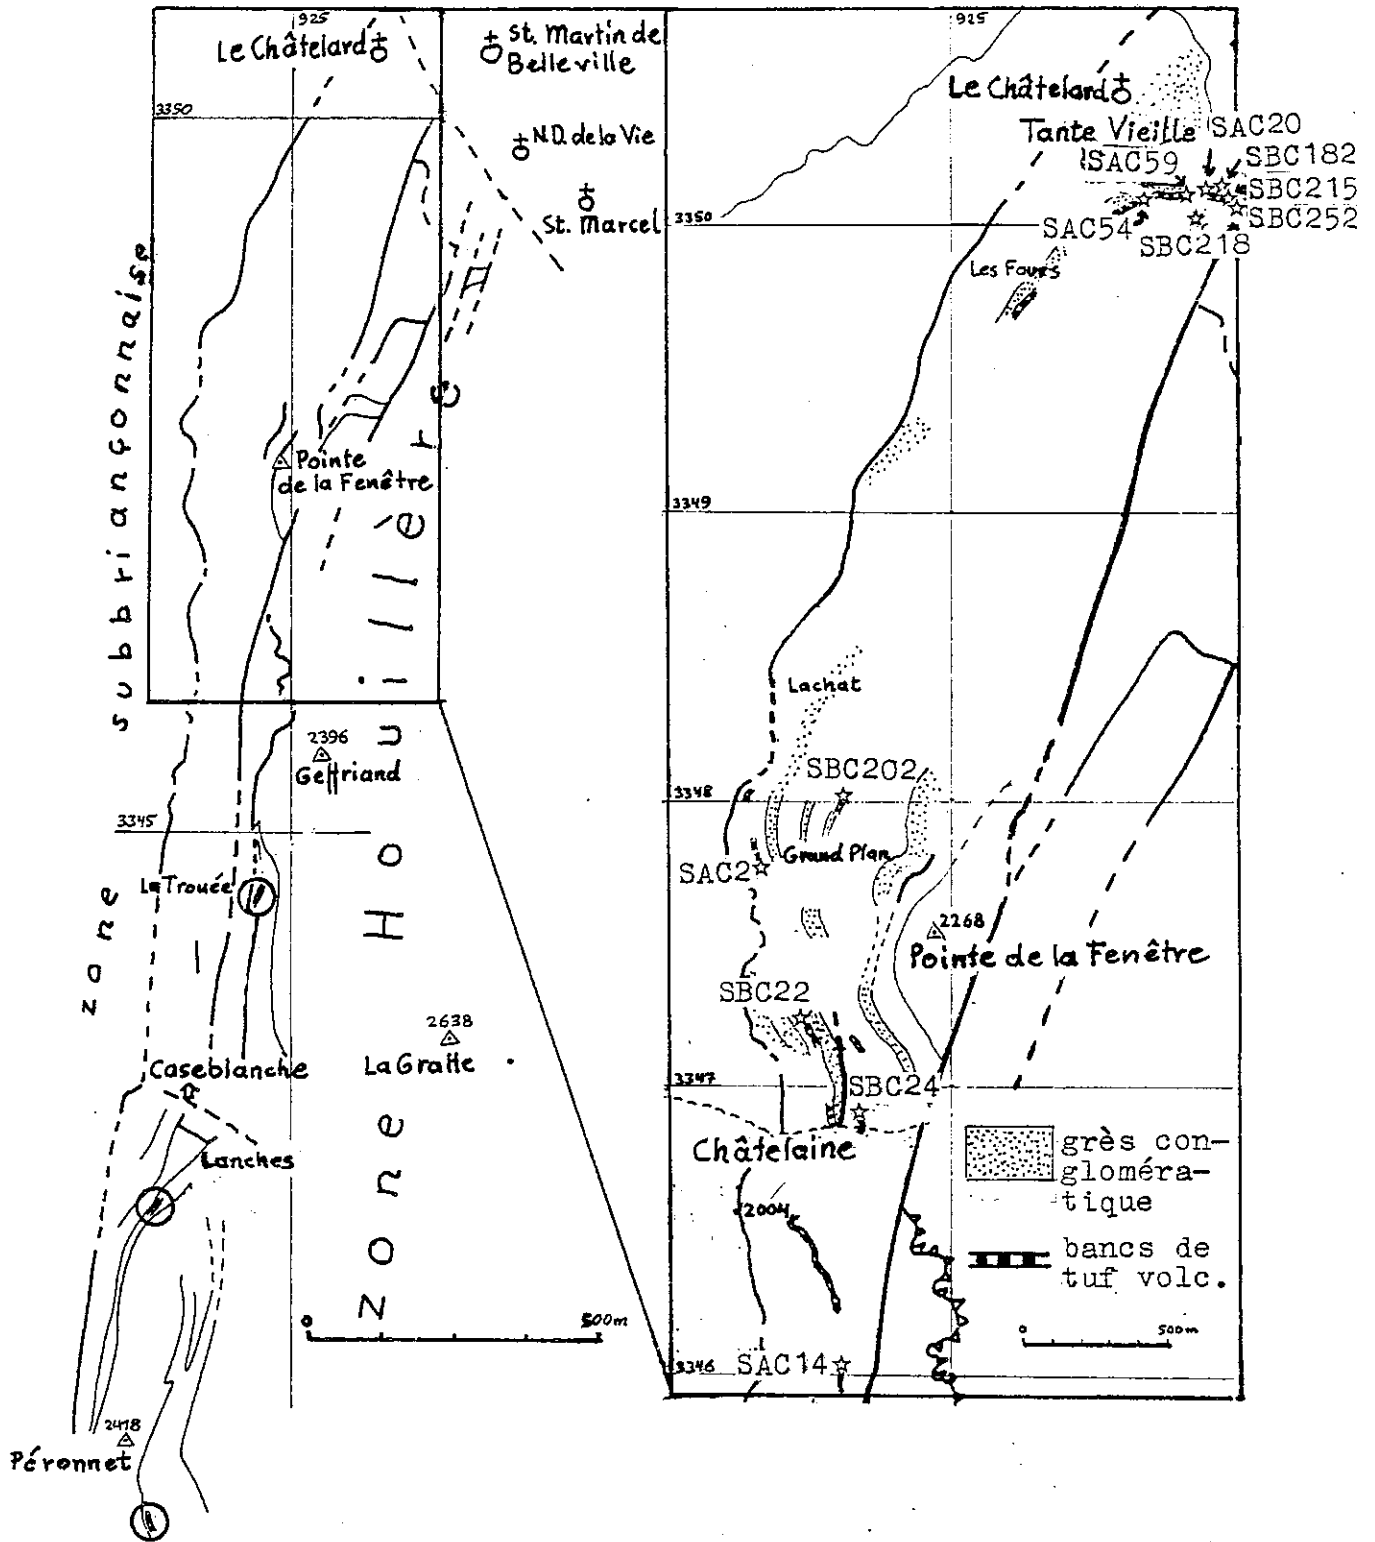 925
Le Châtelard
St. Martin de
Belleville
3350
N.D. de la Vie
St. Marcel
zone subbriançonnaise
Pointe
de la Fenêtre
zone Houillère
2396
Gettriand
3345
La Trouée
2638
La Gratte
Caseblanche
Lanches
0
500m
2478
Péronnet
925
Le Châtelard
Tante Vieille
SAC20
SAC59
SBC182
SBC215
SBC252
3350
SAC54
SBC218
Les Fours
3349
Lachat
SBC202
3348
Grand Plan
SAC2
2268
Pointe de la Fenêtre
SBC22
3347
SBC24
Châtelaine
grès con-
gloméra-
tique
2004
bancs de
tuf volc.
0
500m
3346
SAC14